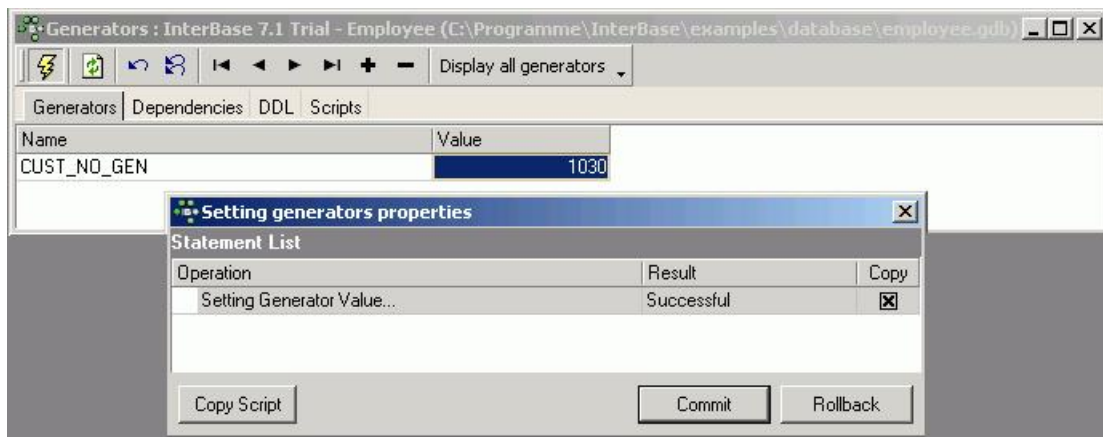 Generators : InterBase 7.1 Trial - Employee (C:\Programme\InterBase\examples\database\employee.gdb)
Display all generators
Generators Dependencies DDL Scripts
Name Value
CUST_NO_GEN 1030
Setting generators properties
Statement List
Operation Result Copy
Setting Generator Value... Successful
Copy Script Commit Rollback